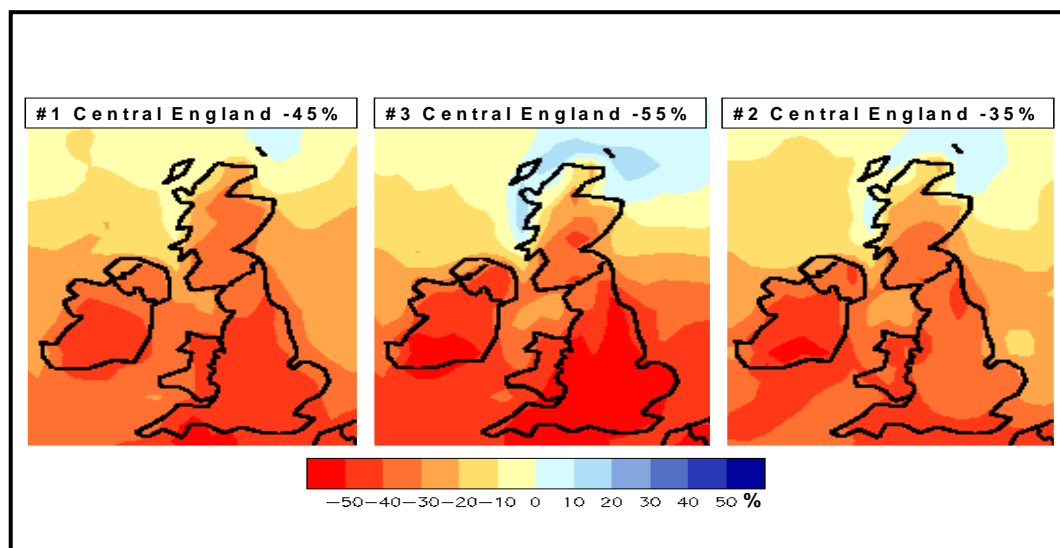 #1 Central England -45%
#3 Central England -55%
#2 Central England -35%
-50-40-30-20-10 0 10 20 30 40 50 %